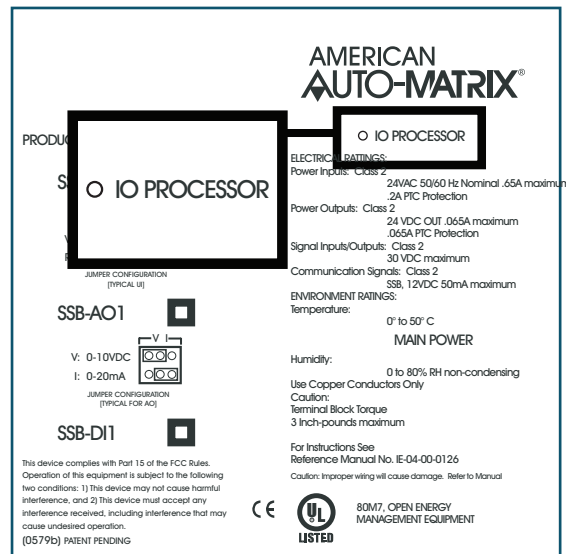 AMERICAN
AUTO-MATRIX®
IO PROCESSOR
PRODU
IO PROCESSOR
JUMPER CONFIGURATION
(TYPICAL UI)
SSB-AO1
V I
V: 0-10VDC
I: 0-20mA
JUMPER CONFIGURATION
(TYPICAL FOR AO)
SSB-DI1
This device complies with Part 15 of the FCC Rules.
Operation of this equipment is subject to the following
two conditions: 1) This device may not cause harmful
interference, and 2) This device must accept any
interference received, including interference that may
cause undesired operation.
(0579b) PATENT PENDING
ELECTRICAL RATTINGS:
Power Inputs: Class 2
24VAC 50/60 Hz Nominal .65A maximum
.2A PTC Protection
Power Outputs: Class 2
24 VDC OUT .065A maximum
.065A PTC Protection
Signal Inputs/Outputs: Class 2
30 VDC maximum
Communication Signals: Class 2
SSB, 12VDC 50mA maximum
ENVIRONMENT RATINGS:
Temperature:
0° to 50° C
MAIN POWER
Humidity:
0 to 80% RH non-condensing
Use Copper Conductors Only
Caution:
Terminal Block Torque
3 Inch-pounds maximum
For Instructions See
Reference Manual No. IE-04-00-0126
Caution: Improper wiring will cause damage. Refer to Manual
CE
UL
LISTED
80M7, OPEN ENERGY
MANAGEMENT EQUIPMENT